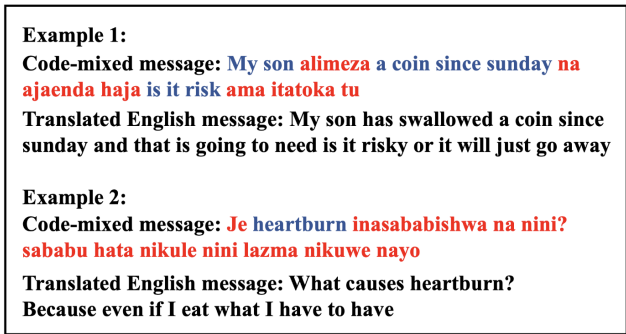 Example 1:
Code-mixed message: My son alimeza a coin since sunday na
ajaenda haja is it risk ama itatoka tu
Translated English message: My son has swallowed a coin since
sunday and that is going to need is it risky or it will just go away
Example 2:
Code-mixed message: Je heartburn inasababishwa na nini?
sababu hata nikule nini lazma nikuwe nayo
Translated English message: What causes heartburn?
Because even if I eat what I have to have